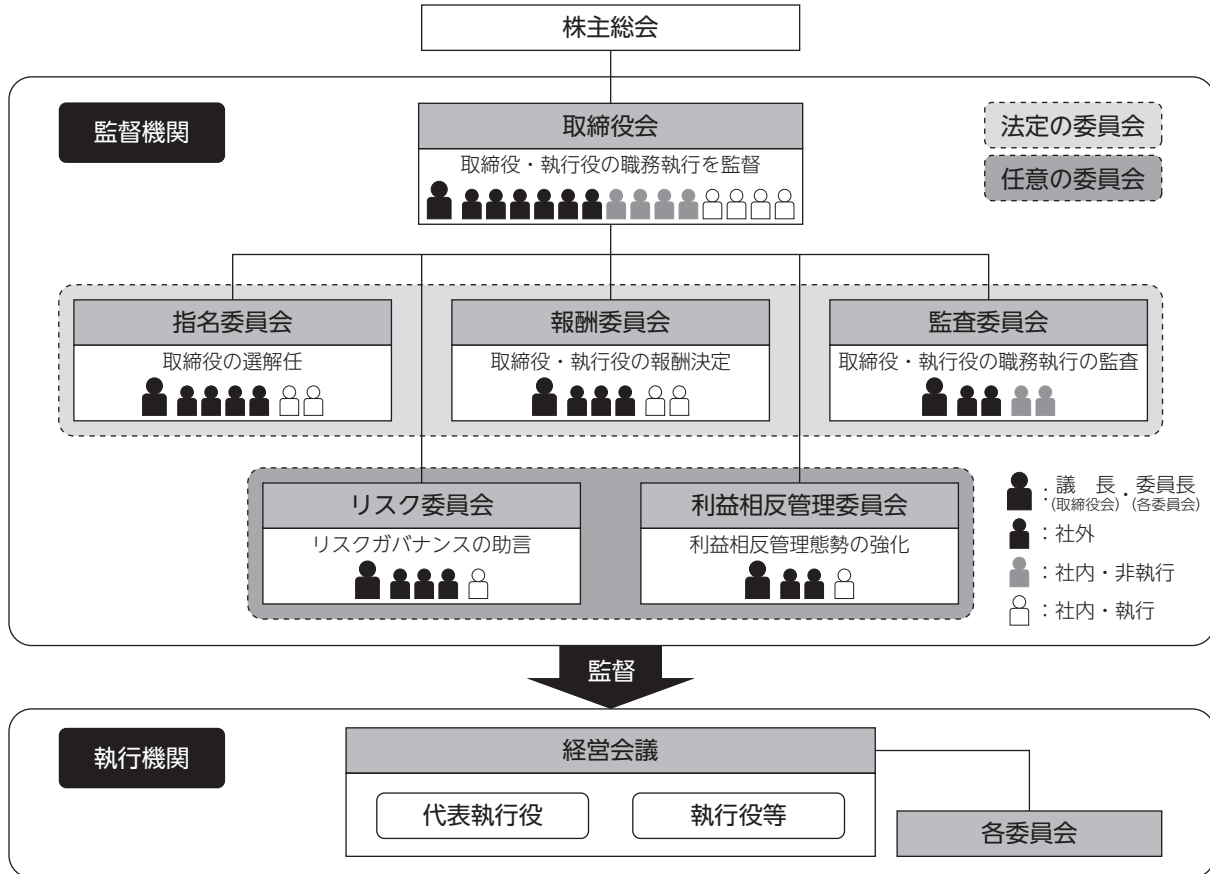 株主総会
監督機関
取締役会
取締役・執行役の職務執行を監督
法定の委員会
任意の委員会
指名委員会
取締役の選解任
報酬委員会
取締役・執行役の報酬決定
監査委員会
取締役・執行役の職務執行の監査
リスク委員会
リスクガバナンスの助言
利益相反管理委員会
利益相反管理態勢の強化
：議　長・委員長
(取締役会) (各委員会)
：社外
：社内・非執行
：社内・執行
監督
執行機関
経営会議
代表執行役
執行役等
各委員会